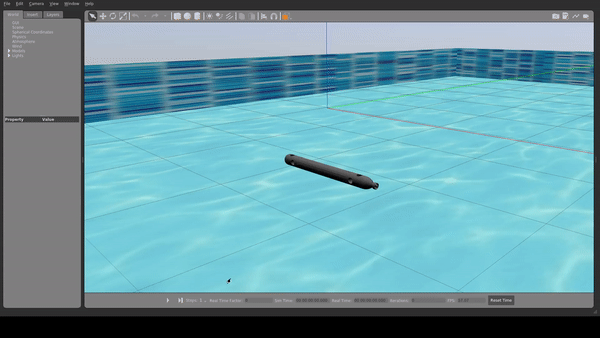 File Edit Camera View Window Help
World Insert Layers
GUI
Scene
Spherical Coordinates
Physics
Atmosphere
Wind
Models
Lights
Property Value
Steps: 1 Real Time Factor: Sim Time: Real Time: Iterations: FPS: Reset Time